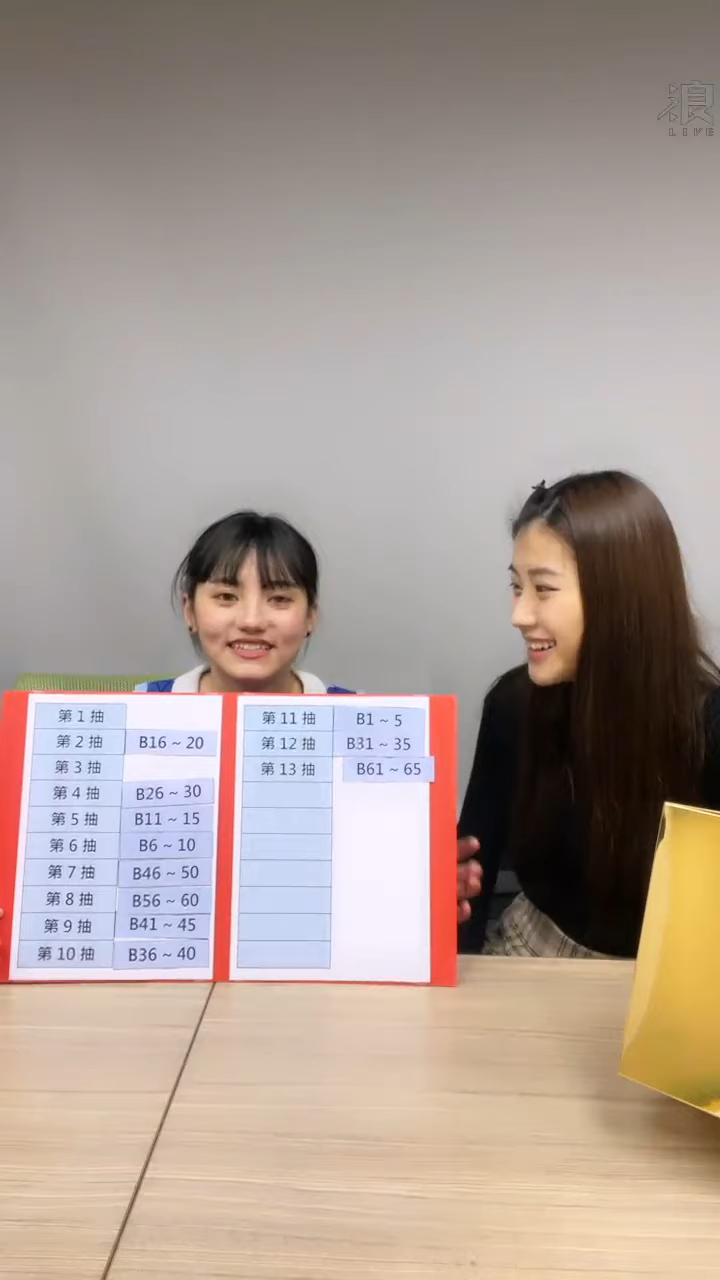 浪
LIVE
第 1 抽
第 2 抽 B16 ~ 20
第 3 抽
第 4 抽 B26 ~ 30
第 5 抽 B11 ~ 15
第 6 抽 B6 ~ 10
第 7 抽 B46 ~ 50
第 8 抽 B56 ~ 60
第 9 抽 B41 ~ 45
第 10 抽 B36 ~ 40
第 11 抽 B1 ~ 5
第 12 抽 B31 ~ 35
第 13 抽 B61 ~ 65